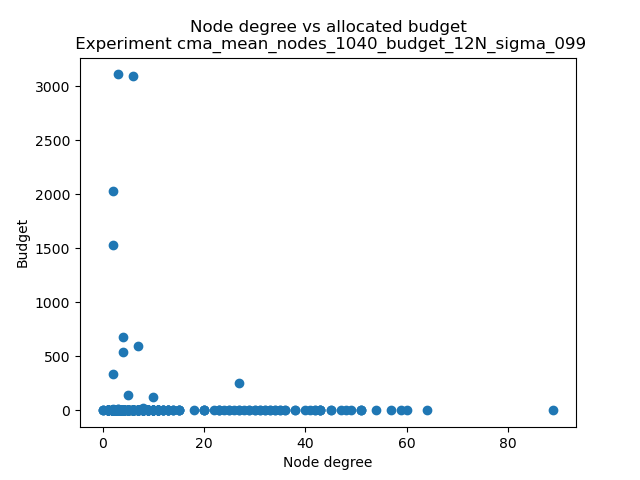 Node degree vs allocated budget
Experiment cma_mean_nodes_1040_budget_12N_sigma_099
3000
2500
2000
1500
1000
500
0
Budget
0 20 40 60 80
Node degree